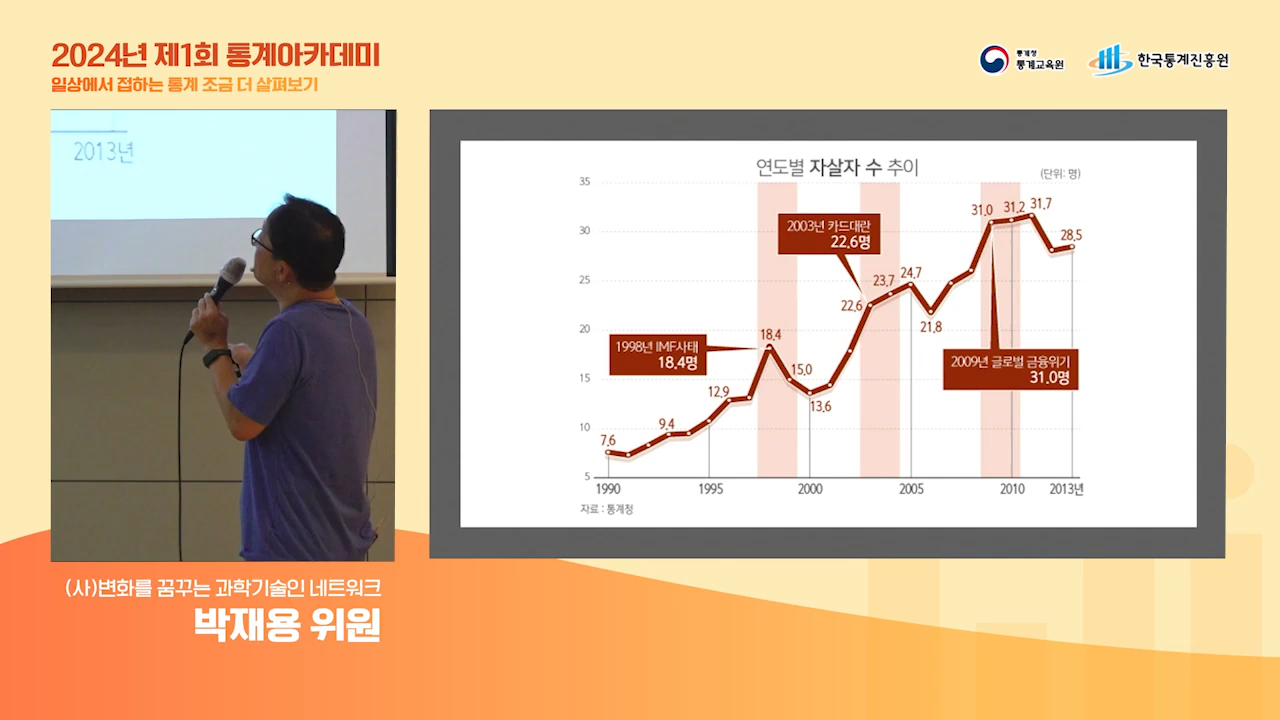 2024년 제1회 통계아카데미
일상에서 접하는 통계 조금 더 살펴보기
통계청
통계교육원
한국통계진흥원
2013년
연도별 자살자 수 추이
(단위: 명)
35
30
25
20
15
10
5
7.6
9.4
12.9
18.4
15.0
13.6
22.6
23.7
24.7
21.8
31.0
31.2
31.7
28.5
1998년 IMF사태
18.4명
2003년 카드대란
22.6명
2009년 글로벌 금융위기
31.0명
1990
1995
2000
2005
2010
2013년
자료 : 통계청
(사)변화를 꿈꾸는 과학기술인 네트워크
박재용 위원